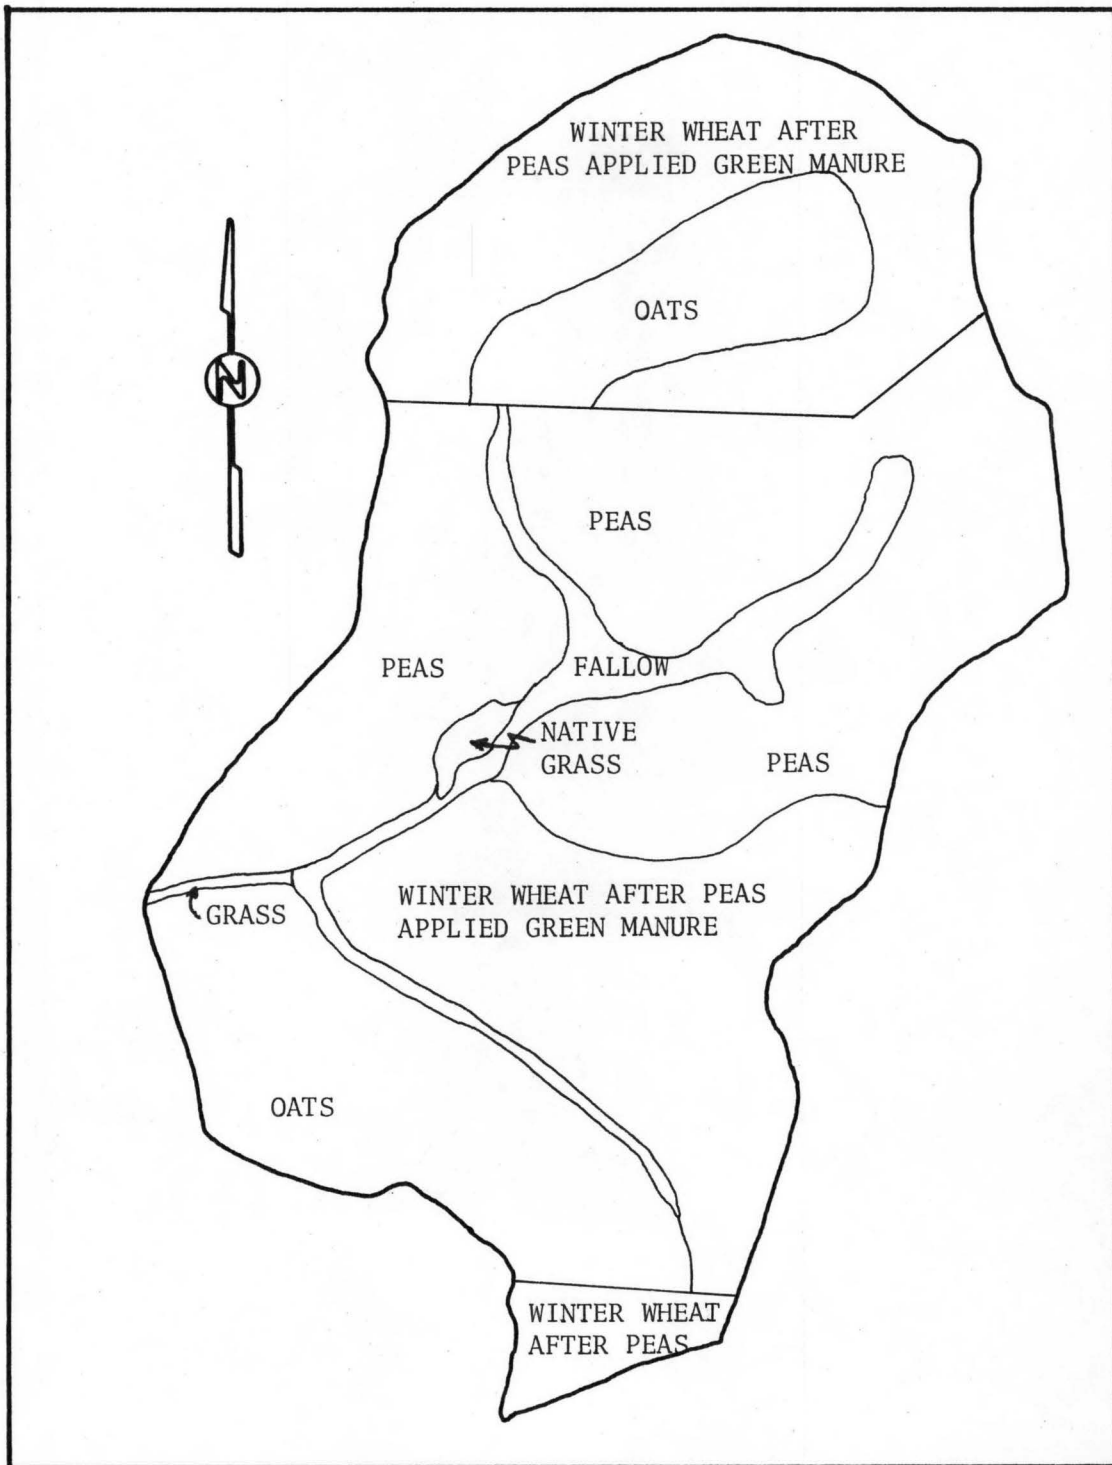 WINTER WHEAT AFTER
PEAS APPLIED GREEN MANURE
OATS
N
PEAS
PEAS
FALLOW
NATIVE
GRASS
PEAS
WINTER WHEAT AFTER PEAS
APPLIED GREEN MANURE
GRASS
OATS
WINTER WHEAT
AFTER PEAS